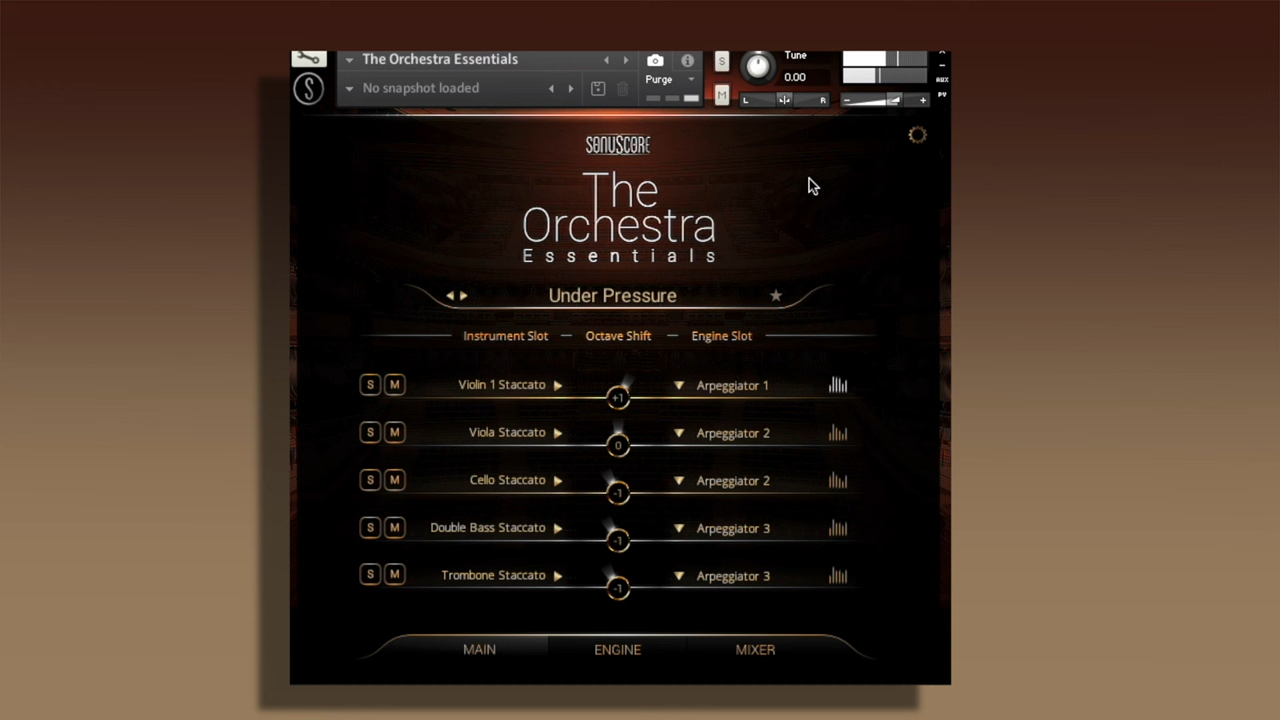 The Orchestra Essentials
No snapshot loaded
Purge
S
M
Tune
0.00
L R
- +
AUX
PV
SONUSCORE
The
Orchestra
Essentials
Under Pressure
Instrument Slot — Octave Shift — Engine Slot
S M Violin 1 Staccato +1 Arpeggiator 1
S M Viola Staccato 0 Arpeggiator 2
S M Cello Staccato -1 Arpeggiator 2
S M Double Bass Staccato -1 Arpeggiator 3
S M Trombone Staccato -1 Arpeggiator 3
MAIN ENGINE MIXER